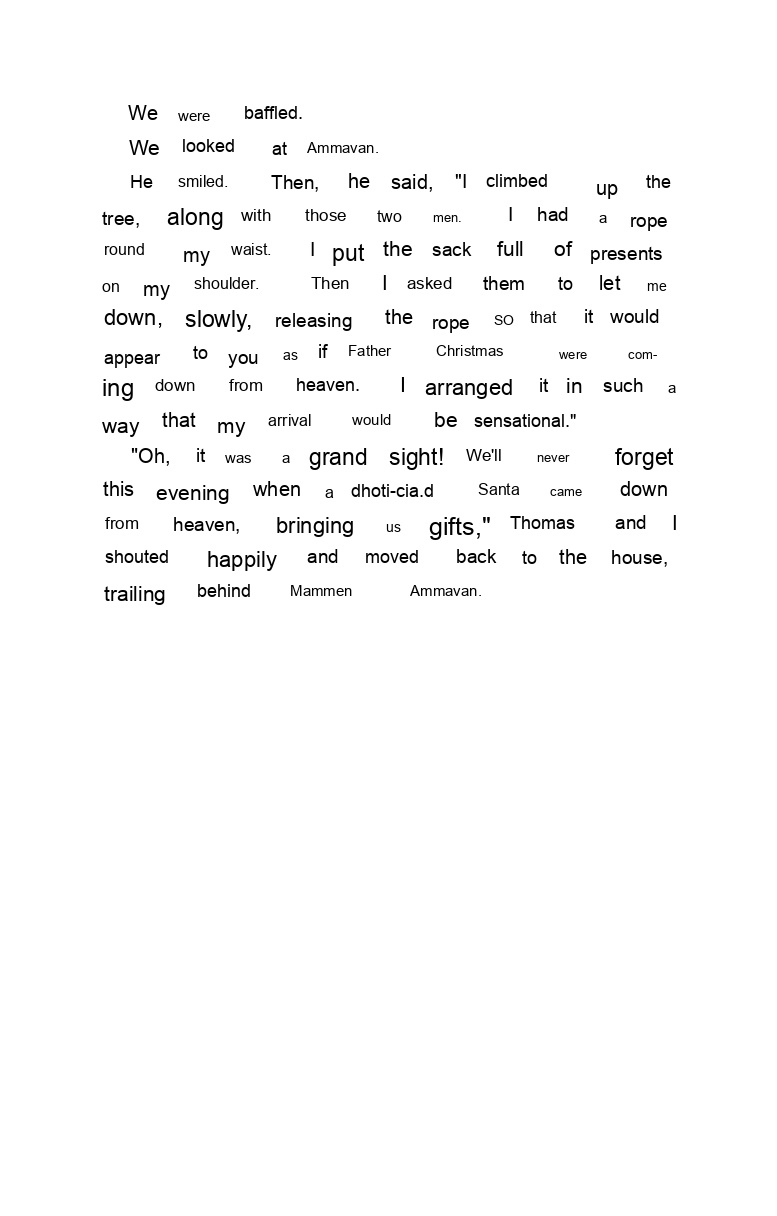 We were baffled.
We looked at Ammavan.
He smiled. Then, he said, "I climbed up the
tree, along with those two men. I had a rope
round my waist. I put the sack full of presents
on my shoulder. Then I asked them to let me
down, slowly, releasing the rope SO that it would
appear to you as if Father Christmas were com-
ing down from heaven. I arranged it in such a
way that my arrival would be sensational."
"Oh, it was a grand sight! We'll never forget
this evening when a dhoti-cia.d Santa came down
from heaven, bringing us gifts," Thomas and I
shouted happily and moved back to the house,
trailing behind Mammen Ammavan.